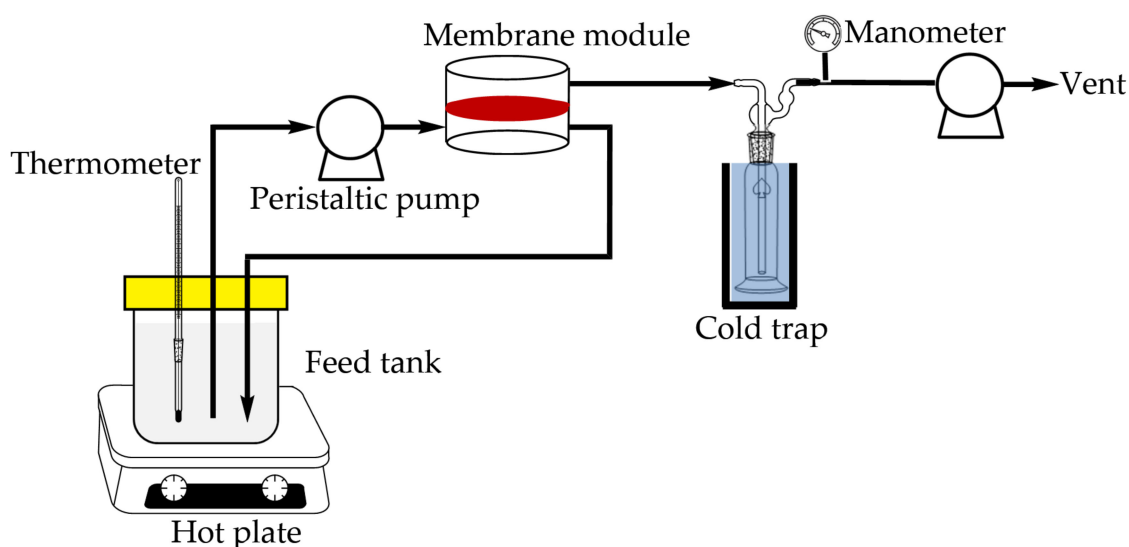 Membrane module
Manometer
Vent
Thermometer
Peristaltic pump
Cold trap
Feed tank
Hot plate